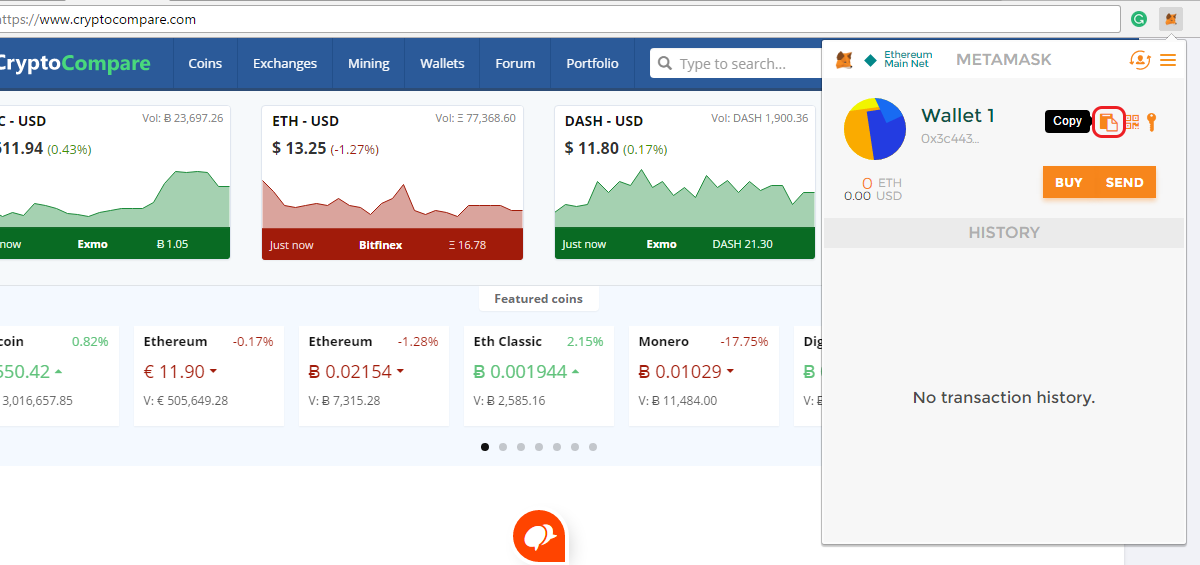 ttps://www.cryptocompare.com
CryptoCompare
Coins
Exchanges
Mining
Wallets
Forum
Portfolio
Type to search...
C - USD
Vol: Ƀ 23,697.26
611.94 (0.43%)
now
Exmo
Ƀ 1.05
ETH - USD
Vol: Ξ 77,368.60
$ 13.25 (-1.27%)
Just now
Bitfinex
Ξ 16.78
DASH - USD
Vol: DASH 1,900.36
$ 11.80 (0.17%)
Just now
Exmo
DASH 21.30
Featured coins
coin
0.82%
650.42
3,016,657.85
Ethereum
-0.17%
€ 11.90
V: € 505,649.28
Ethereum
-1.28%
Ƀ 0.02154
V: Ƀ 7,315.28
Eth Classic
2.15%
Ƀ 0.001944
V: Ƀ 2,585.16
Monero
-17.75%
Ƀ 0.01029
V: Ƀ 11,484.00
Dig
Ƀ
V: Ƀ
Ethereum
Main Net
METAMASK
Wallet 1
0x3c443...
Copy
0 ETH
0.00 USD
BUY
SEND
HISTORY
No transaction history.